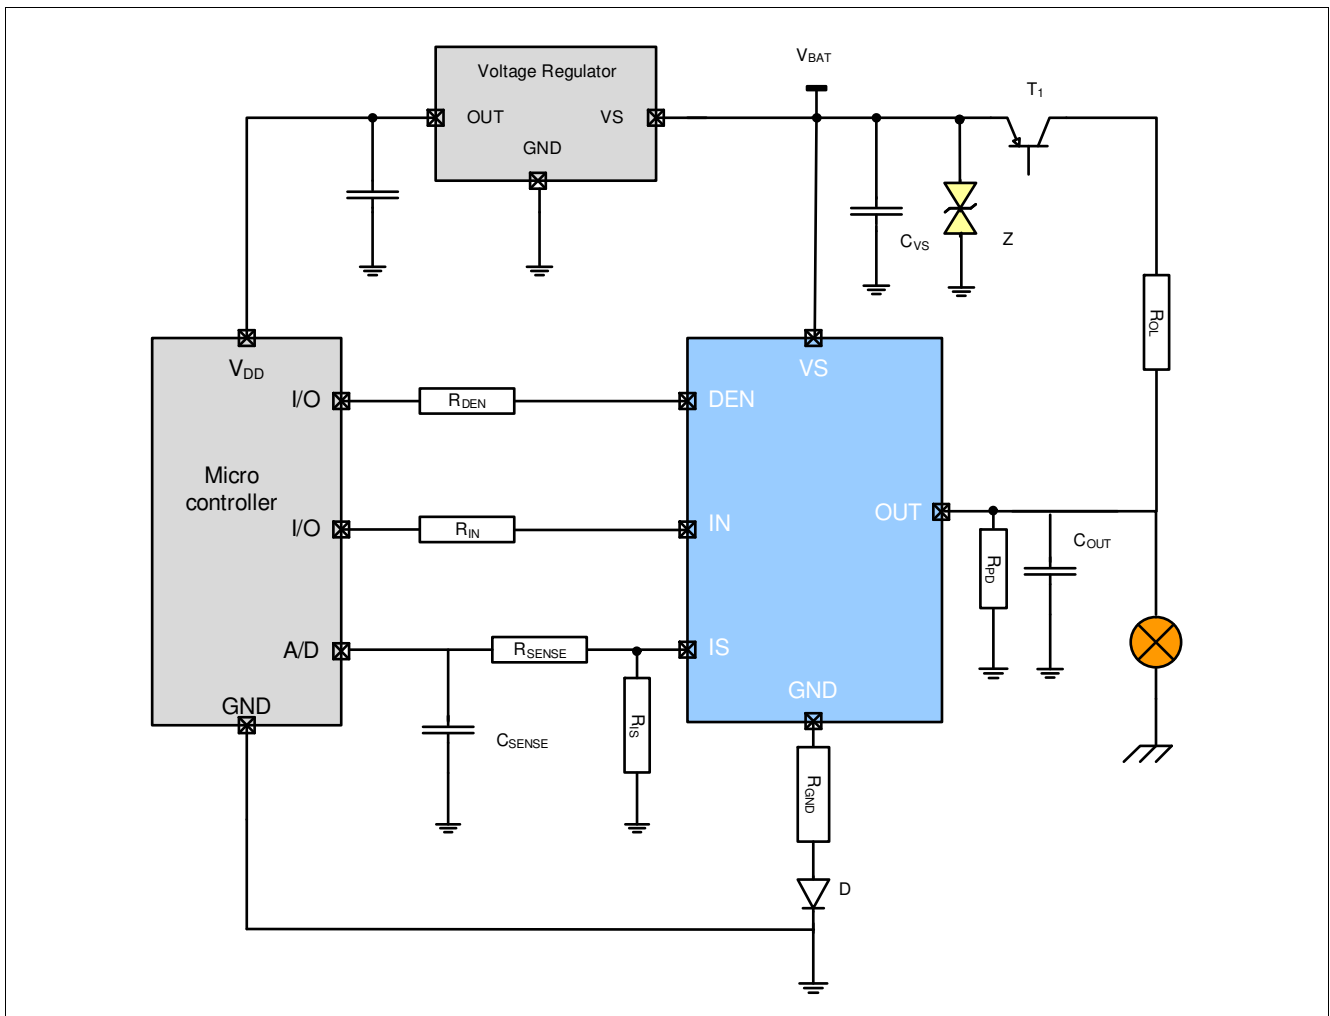 VBAT
T1
Voltage Regulator
OUT
VS
GND
CVS
Z
ROL
VDD
VS
I/O
RDEN
DEN
Micro
controller
I/O
RIN
IN
OUT
RPD
COUT
A/D
RSENSE
IS
GND
GND
RIS
CSENSE
RGND
D